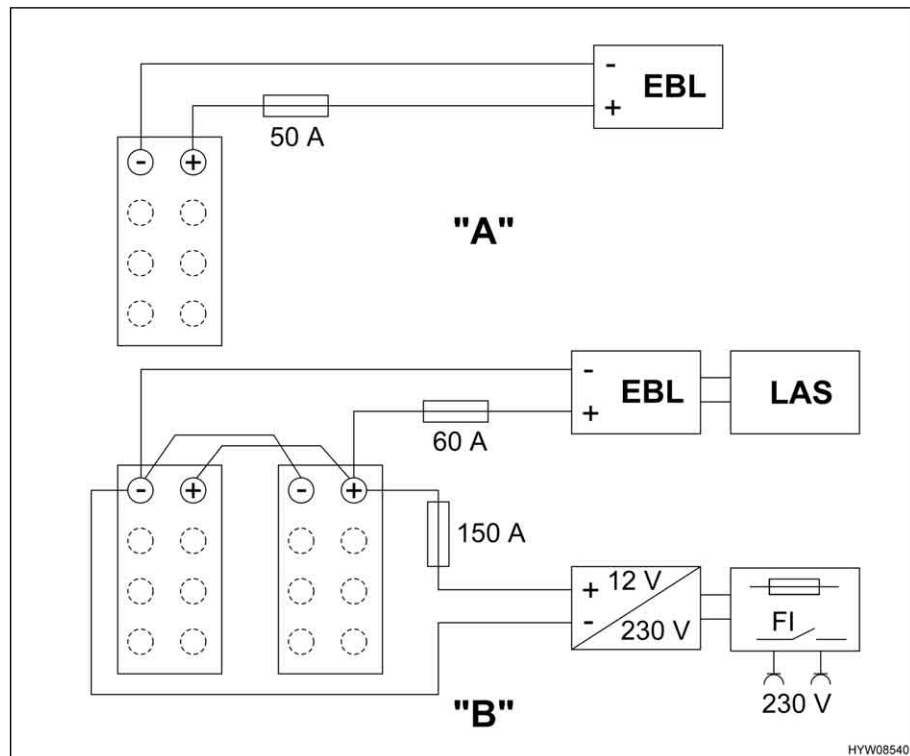 -
EBL
+
50 A
- +
"A"
-
EBL
LAS
+
60 A
- +
- +
150 A
+ 12 V
- 230 V
FI
230 V
"B"
HYW08540